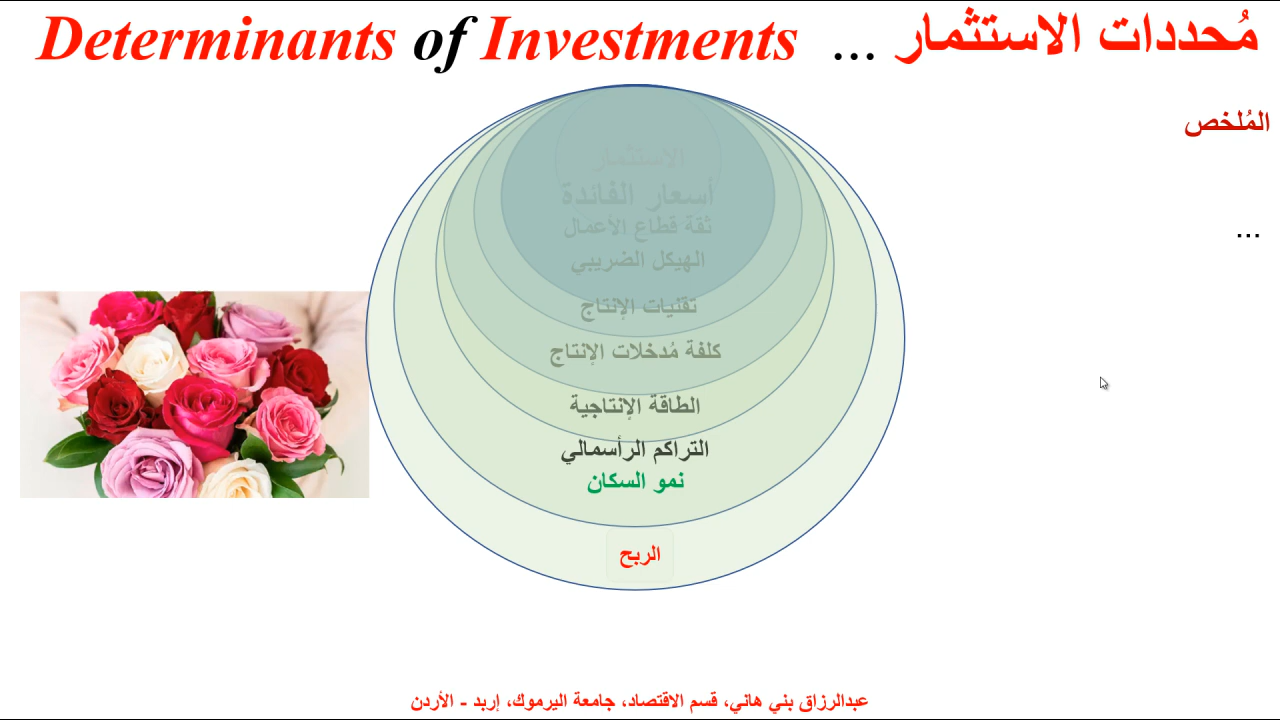 مُحددات الاستثمار ... Determinants of Investments
المُلخص
...
الاستثمار
أسعار الفائدة
ثقة قطاع الأعمال
الهيكل الضريبي
تقنيات الإنتاج
كلفة مُدخلات الإنتاج
الطاقة الإنتاجية
التراكم الرأسمالي
نمو السكان
الربح
عبدالرزاق بني هاني، قسم الاقتصاد، جامعة اليرموك، إربد - الأردن